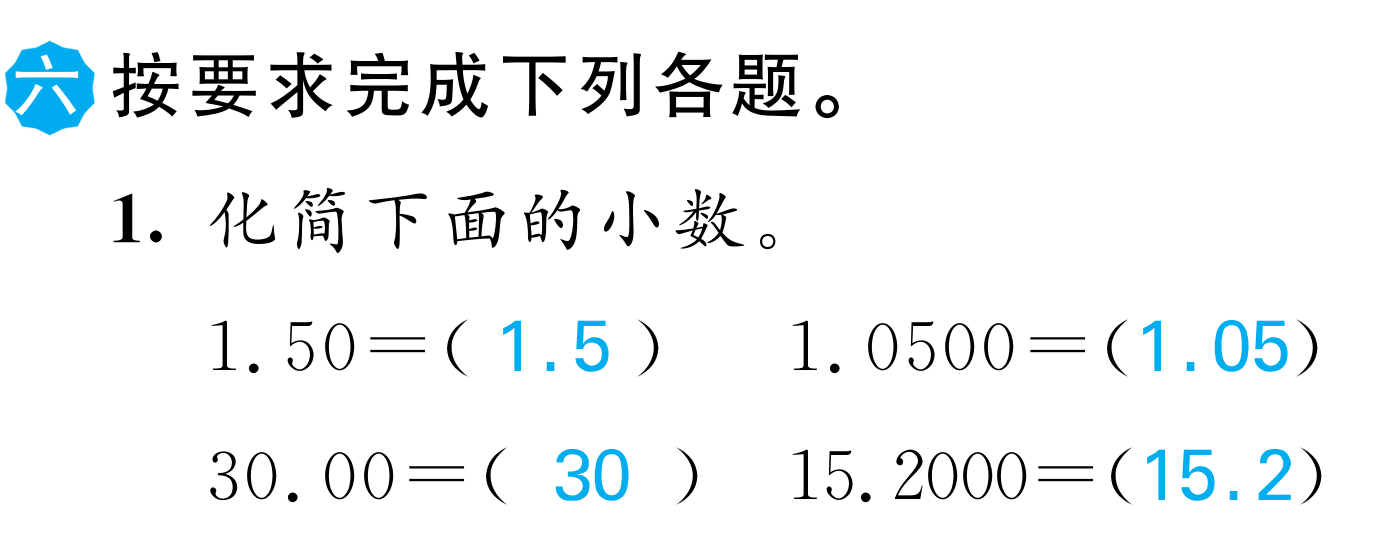 六 按要求完成下列各题。
1. 化简下面的小数。
1.50=( 1.5 ) 1.0500=(1.05)
30.00=( 30 ) 15.2000=(15.2)